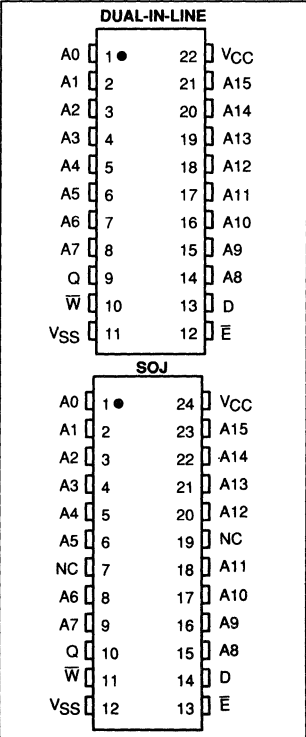 DUAL-IN-LINE
A0 1 22 VCC
A1 2 21 A15
A2 3 20 A14
A3 4 19 A13
A4 5 18 A12
A5 6 17 A11
A6 7 16 A10
A7 8 15 A9
Q 9 14 A8
W̅ 10 13 D
VSS 11 12 E̅
SOJ
A0 1 24 VCC
A1 2 23 A15
A2 3 22 A14
A3 4 21 A13
A4 5 20 A12
A5 6 19 NC
NC 7 18 A11
A6 8 17 A10
A7 9 16 A9
Q 10 15 A8
W̅ 11 14 D
VSS 12 13 E̅